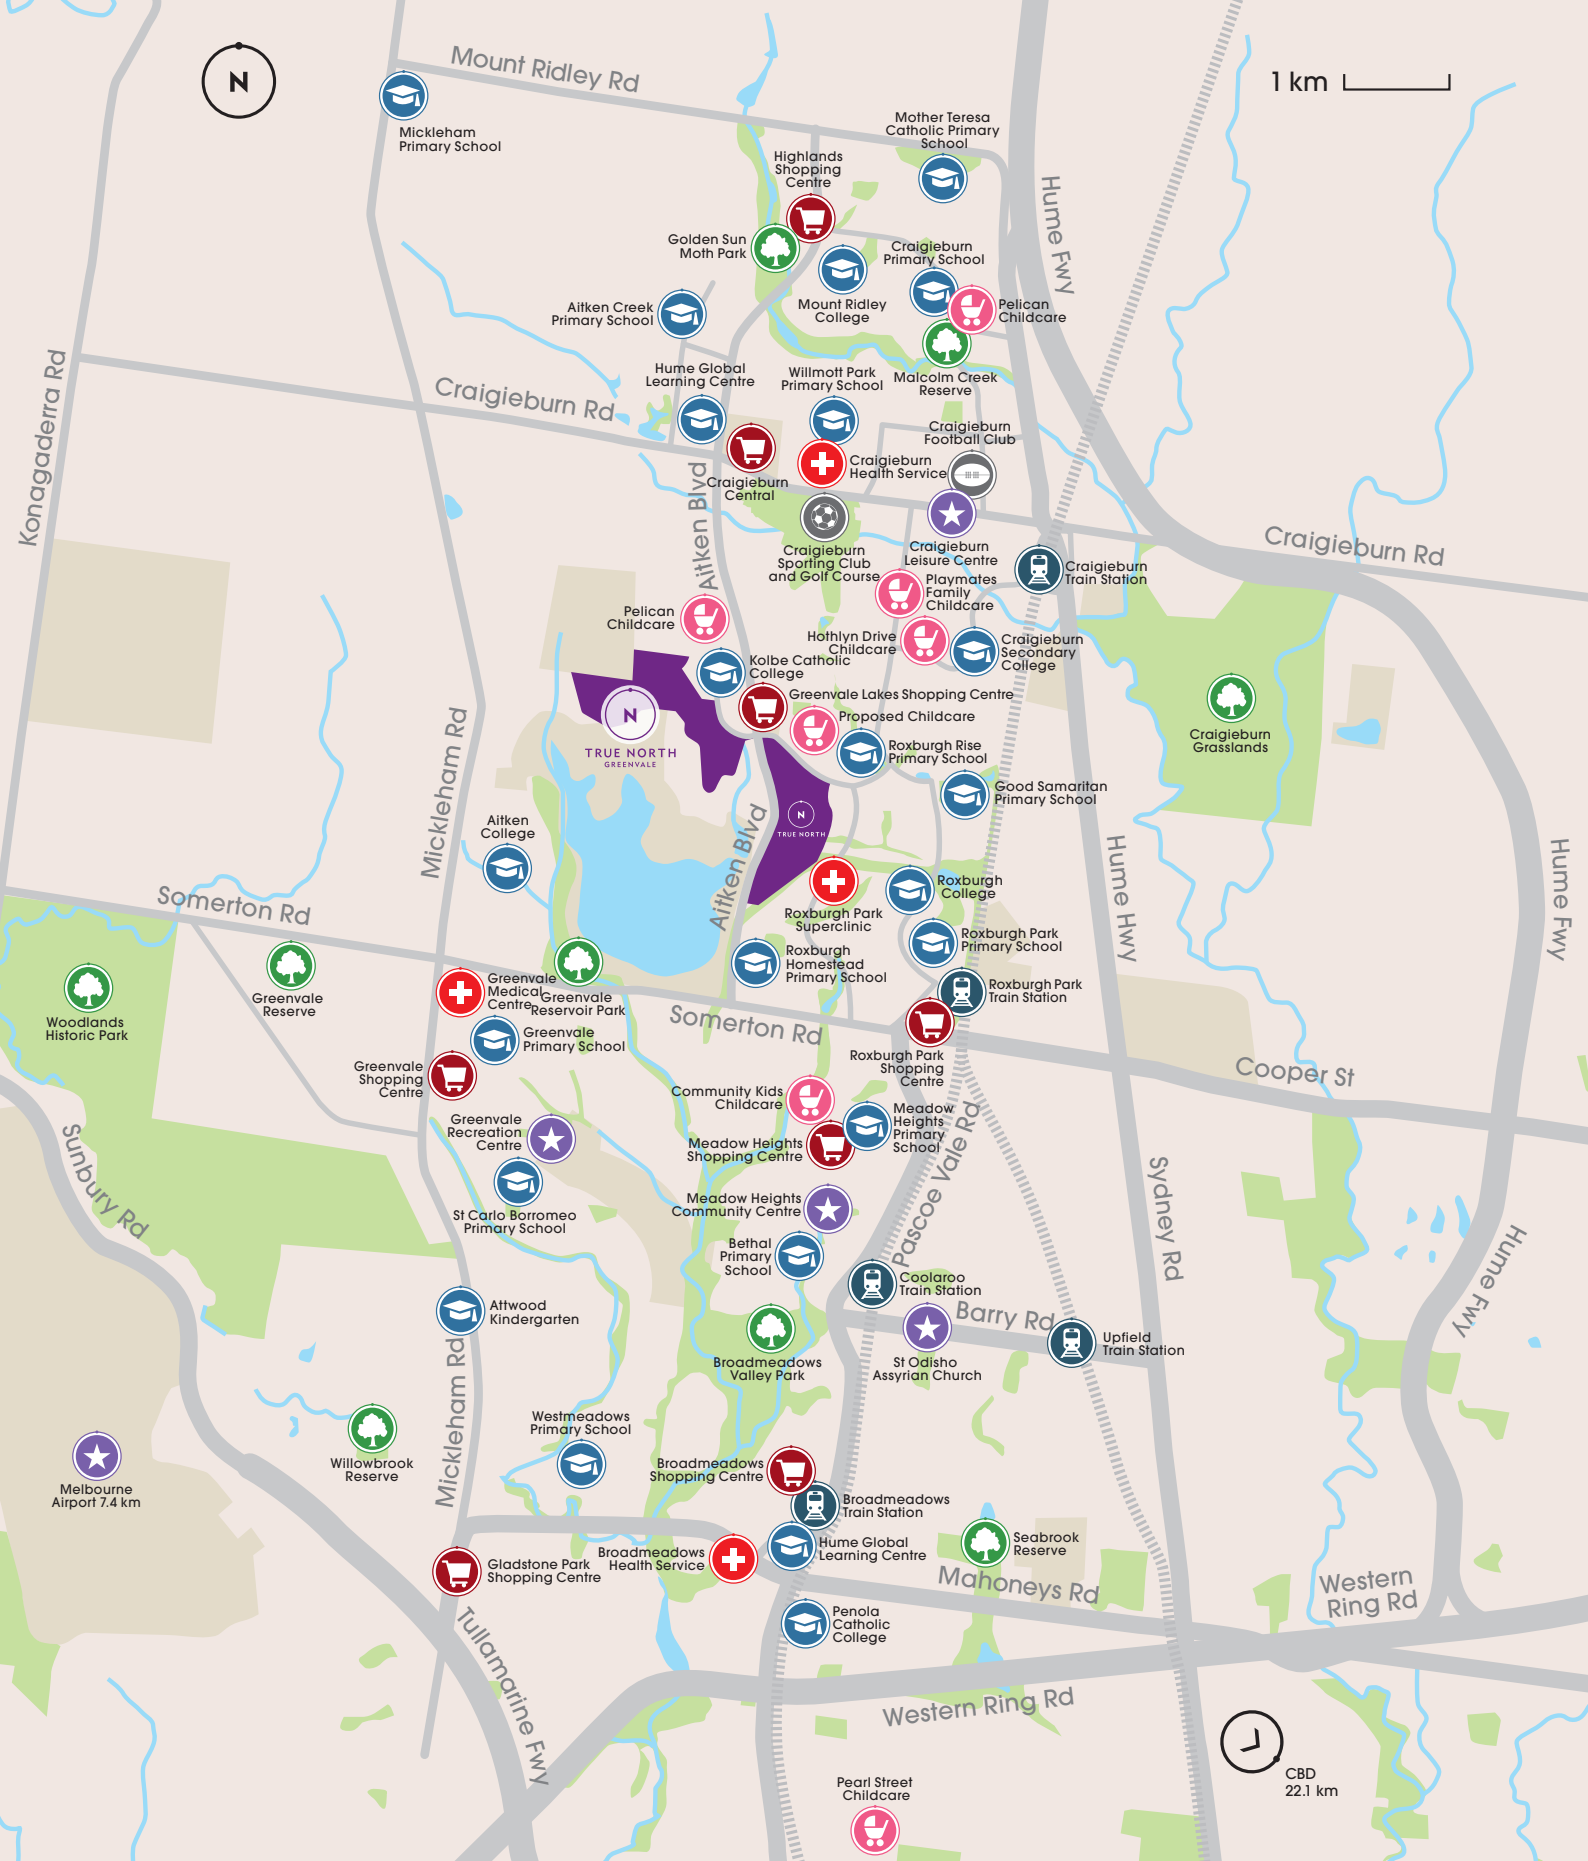 N
Mount Ridley Rd
1 km
Mickleham
Primary School
Mother Teresa
Catholic Primary
School
Highlands
Shopping
Centre
Hume Fwy
Golden Sun
Moth Park
Craigieburn
Primary School
Mount Ridley
College
Pelican
Childcare
Aitken Creek
Primary School
Konagaderra Rd
Craigieburn Rd
Hume Global
Learning Centre
Willmott Park
Primary School
Malcolm Creek
Reserve
Craigieburn
Football Club
Craigieburn
Health Service
Craigieburn
Central
Aitken Blvd
Craigieburn
Sporting Club
and Golf Course
Craigieburn
Leisure Centre
Craigieburn Rd
Craigieburn
Train Station
Playmates
Family
Childcare
Pelican
Childcare
Hothlyn Drive
Childcare
Craigieburn
Secondary
College
Kolbe Catholic
College
Greenvale Lakes Shopping Centre
Proposed Childcare
N
TRUE NORTH
GREENVALE
Roxburgh Rise
Primary School
Craigieburn
Grasslands
Good Samaritan
Primary School
Mickleham Rd
N
TRUE NORTH
Aitken
College
Aitken Blvd
Hume Hwy
Hume Fwy
Roxburgh
College
Somerton Rd
Roxburgh Park
Superclinic
Roxburgh Park
Primary School
Roxburgh
Homestead
Primary School
Greenvale
Reserve
Greenvale
Medical
Centre
Greenvale
Reservoir Park
Roxburgh Park
Train Station
Woodlands
Historic Park
Somerton Rd
Greenvale
Primary School
Roxburgh Park
Shopping
Centre
Cooper St
Greenvale
Shopping
Centre
Community Kids
Childcare
Meadow
Heights
Primary
School
Greenvale
Recreation
Centre
Meadow Heights
Shopping Centre
Pascoe Vale Rd
Sunbury Rd
St Carlo Borromeo
Primary School
Meadow Heights
Community Centre
Sydney Rd
Bethal
Primary
School
Hume Fwy
Coolaroo
Train Station
Attwood
Kindergarten
Barry Rd
Upfield
Train Station
Broadmeadows
Valley Park
St Odisho
Assyrian Church
Mickleham Rd
Westmeadows
Primary School
Willowbrook
Reserve
Broadmeadows
Shopping Centre
Melbourne
Airport 7.4 km
Broadmeadows
Train Station
Seabrook
Reserve
Hume Global
Learning Centre
Broadmeadows
Health Service
Gladstone Park
Shopping Centre
Mahoneys Rd
Western
Ring Rd
Penola
Catholic
College
Tullamarine Fwy
Western Ring Rd
CBD
22.1 km
Pearl Street
Childcare